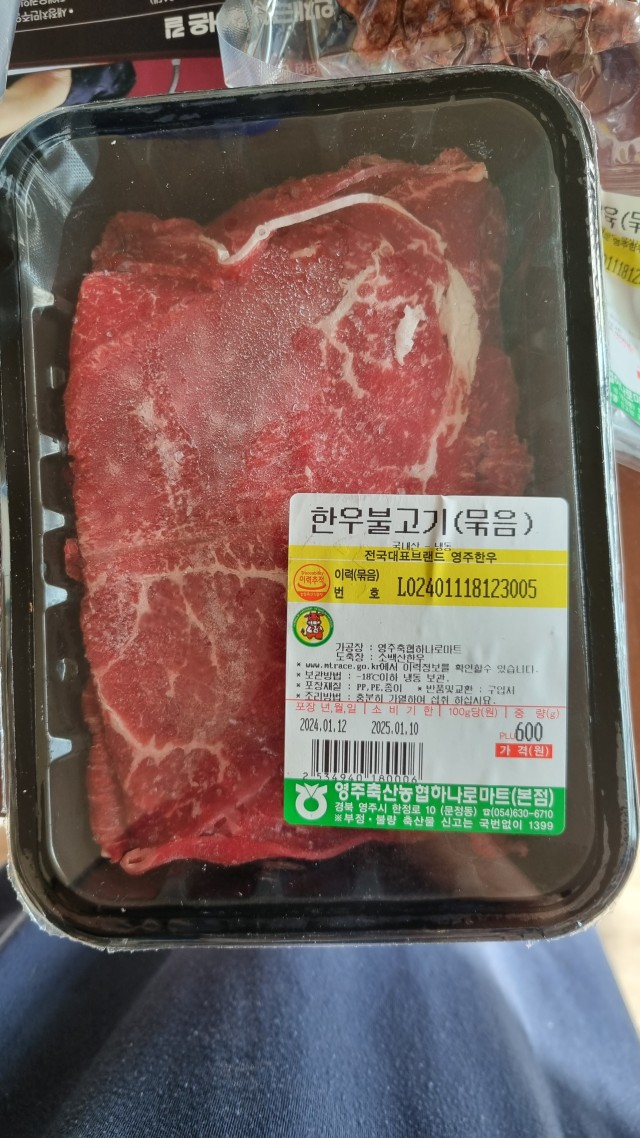 한우불고기(묶음)
국내산 냉동
전국대표브랜드 영주한우
이력추적
이력(묶음)
번 호 L02401118123005
가공장 : 영주축협하나로마트
도축장 : 소백산한우
* www.mtrace.go.kr에서 이력정보를 확인할수 있습니다.
* 보관방법 : -18℃이하 냉동 보관.
* 포장재질 : PP,PE,종이 * 반품및교환 : 구입처
* 조리방법 : 충분히 가열하여 섭취 하십시요.
포장 년,월,일 소 비 기 한 100g당(원) 중 량(g)
2024.01.12 2025.01.10 600
PLU
가 격(원)
2 534940 180006
영주축산농협하나로마트(본점)
경북 영주시 한정로 10 (문정동) ☎(054)630-6710
※부정·불량 축산물 신고는 국번없이 1399